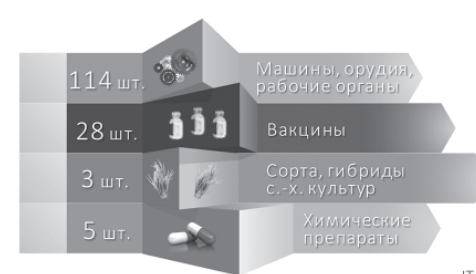 114 шт.
Машины, орудия,
рабочие органы
28 шт.
Вакцины
3 шт.
Сорта, гибриды
с.-х. культур
5 шт.
Химические
препараты